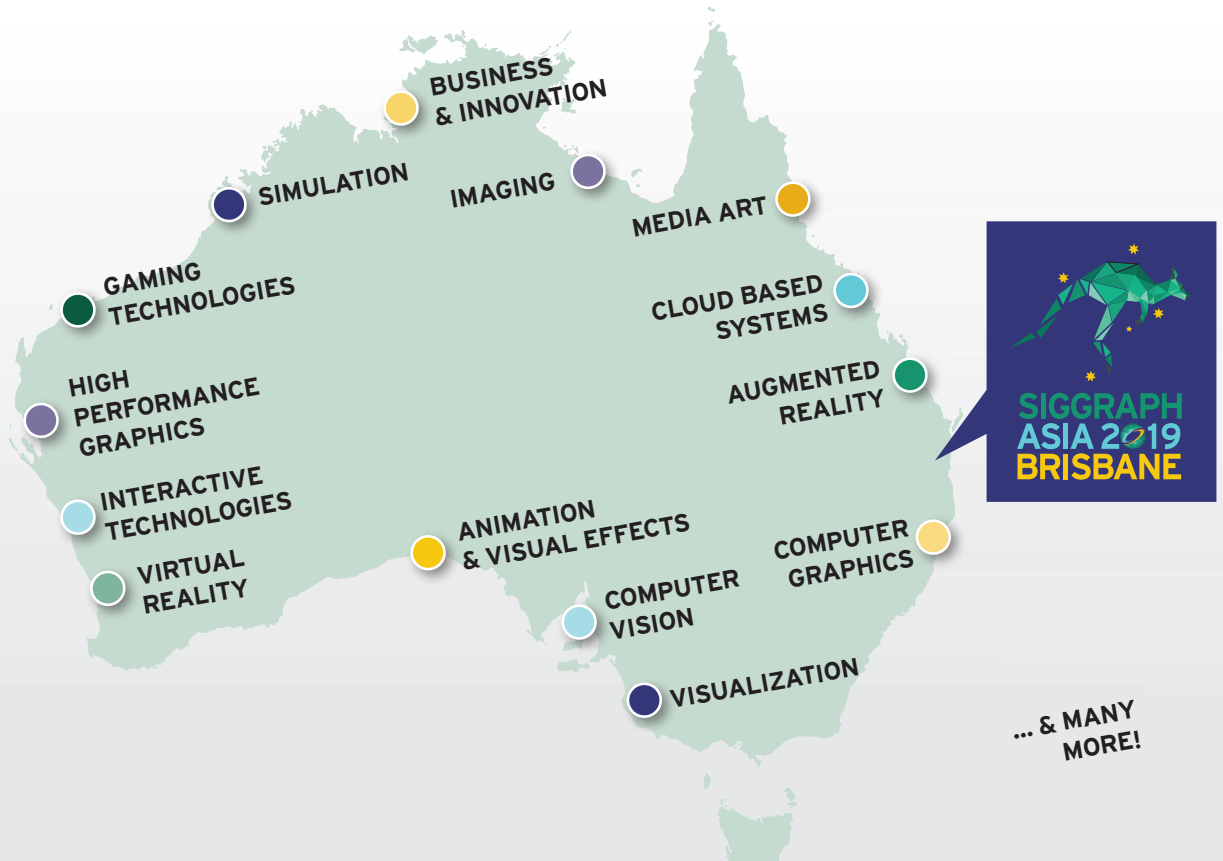 BUSINESS
& INNOVATION
SIMULATION
IMAGING
MEDIA ART
GAMING
TECHNOLOGIES
CLOUD BASED
SYSTEMS
HIGH
PERFORMANCE
GRAPHICS
AUGMENTED
REALITY
SIGGRAPH
ASIA 2019
BRISBANE
INTERACTIVE
TECHNOLOGIES
ANIMATION
& VISUAL EFFECTS
COMPUTER
GRAPHICS
VIRTUAL
REALITY
COMPUTER
VISION
VISUALIZATION
... & MANY
MORE!